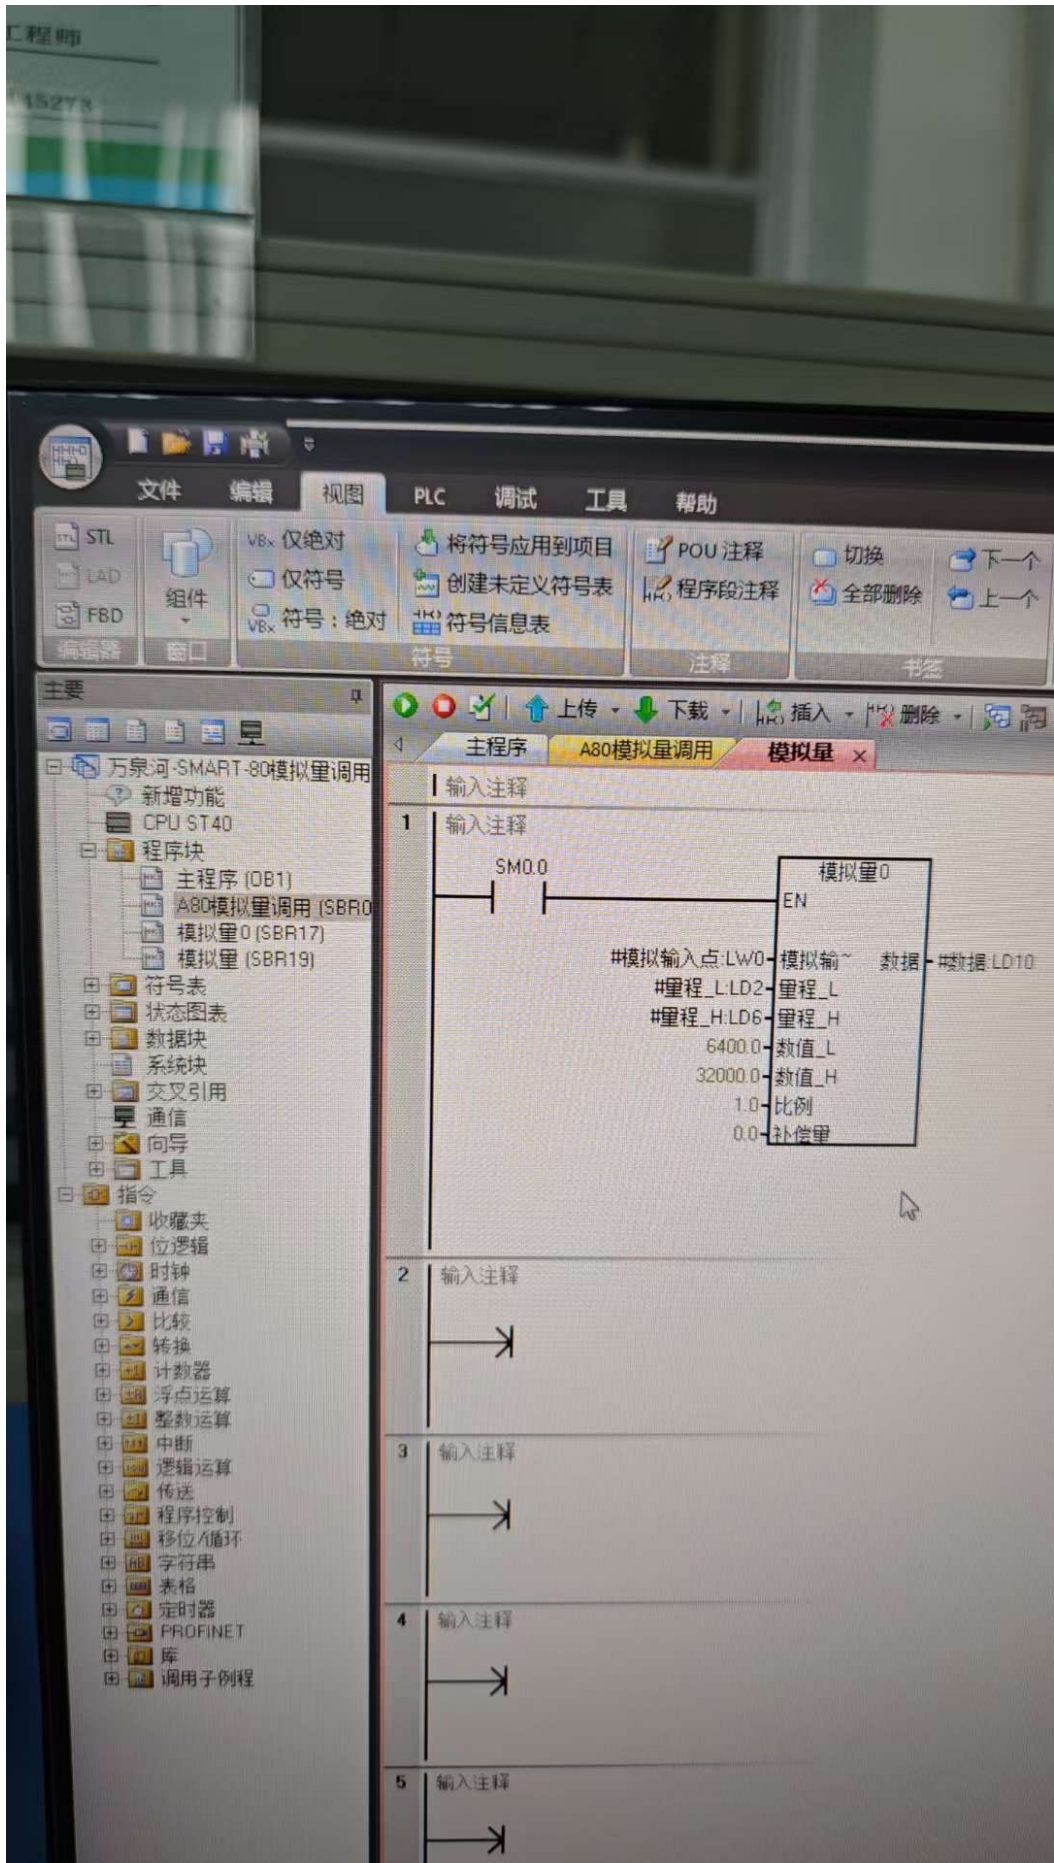 工程师
15273
文件 编辑 视图 PLC 调试 工具 帮助
STL
LAD
FBD
编辑器
组件
窗口
仅绝对
仅符号
符号：绝对
将符号应用到项目
创建未定义符号表
符号信息表
符号
POU 注释
程序段注释
注释
切换
全部删除
下一个
上一个
书签
主要
上传 下载 插入 删除
主程序 A80模拟量调用 模拟量
万泉河-SMART-80模拟量调用
新增功能
CPU ST40
程序块
主程序 (OB1)
A80模拟量调用 (SBR0
模拟量0 (SBR17)
模拟量 (SBR19)
符号表
状态图表
数据块
系统块
交叉引用
通信
向导
工具
指令
收藏夹
位逻辑
时钟
通信
比较
转换
计数器
浮点运算
整数运算
中断
逻辑运算
传送
程序控制
移位/循环
字符串
表格
定时器
PROFINET
库
调用子例程
输入注释
1 输入注释
SM0.0
模拟量0
EN
#模拟输入点:LW0 模拟输~ 数据 #数据:LD10
#量程_L:LD2 量程_L
#量程_H:LD6 量程_H
6400.0 数值_L
32000.0 数值_H
1.0 比例
0.0 补偿量
2 输入注释
3 输入注释
4 输入注释
5 输入注释